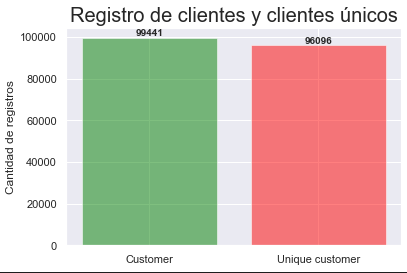 Registro de clientes y clientes únicos
99441
96096
100000
80000
60000
40000
20000
0
Cantidad de registros
Customer
Unique customer